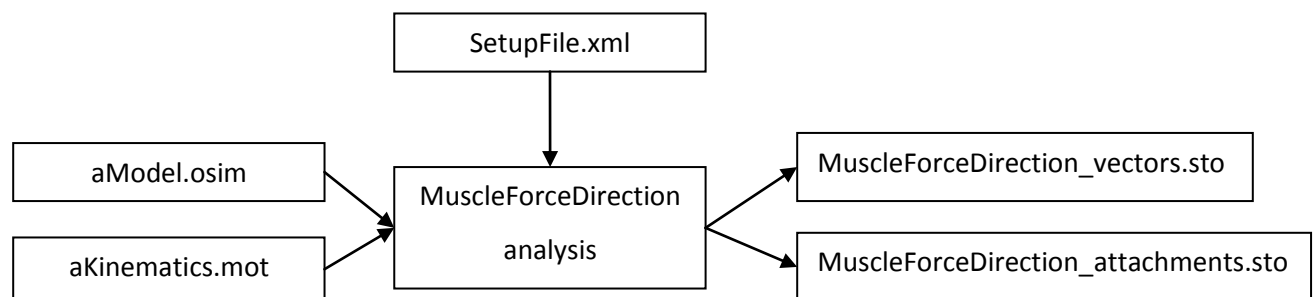 SetupFile.xml
aModel.osim
aKinematics.mot
MuscleForceDirection
analysis
MuscleForceDirection_vectors.sto
MuscleForceDirection_attachments.sto